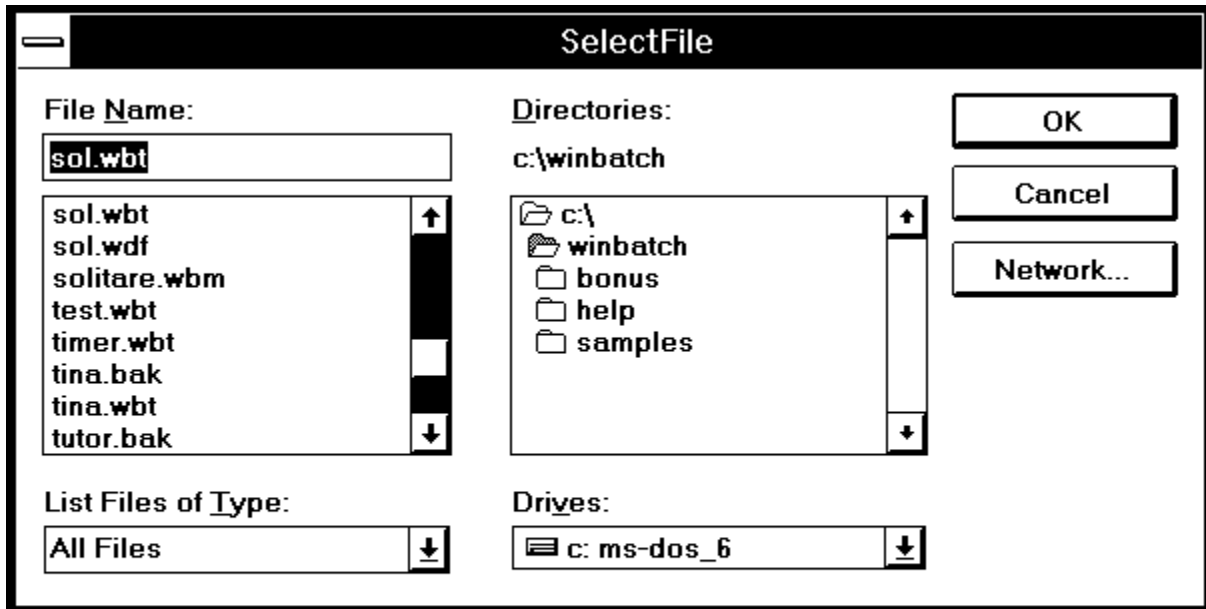 SelectFile
File Name:
sol.wbt
sol.wbt
sol.wdf
solitare.wbm
test.wbt
timer.wbt
tina.bak
tina.wbt
tutor.bak
List Files of Type:
All Files
Directories:
c:\winbatch
c:\
winbatch
bonus
help
samples
Drives:
c: ms-dos_6
OK
Cancel
Network...